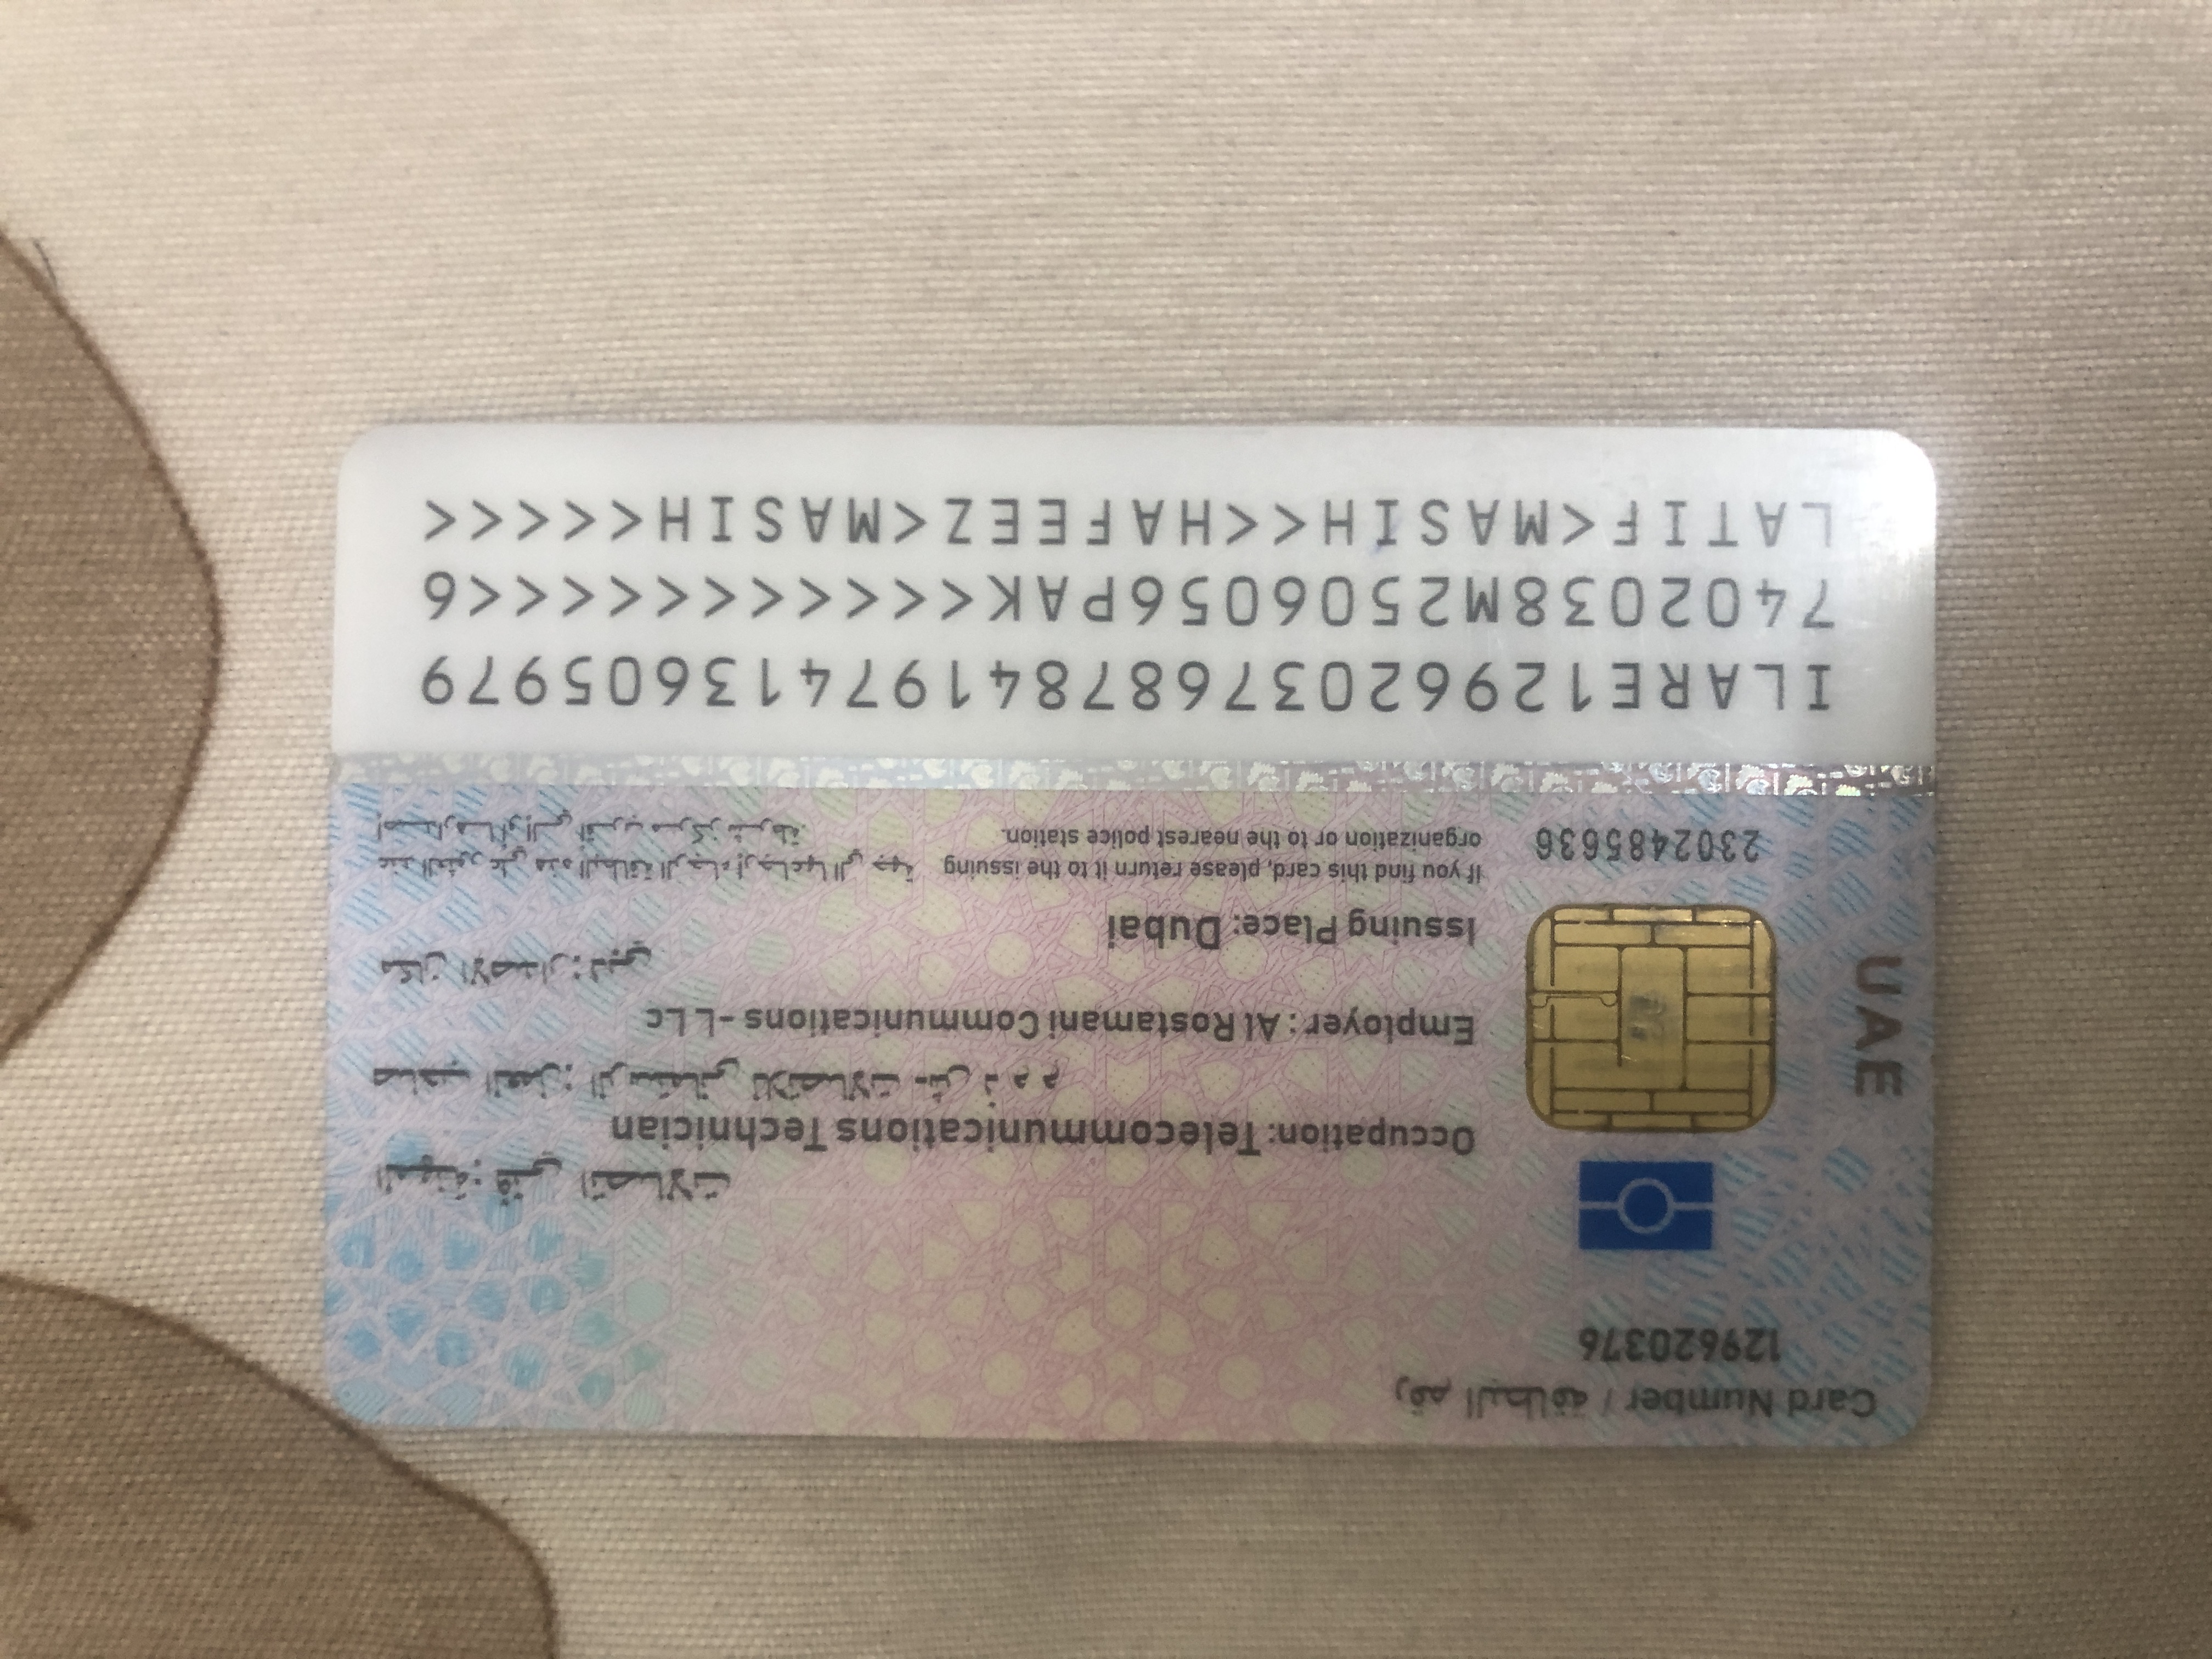 Card Number / رقم البطاقة
129620376
المهنة: فني اتصالات
Occupation: Telecommunications Technician
صاحب العمل: الرستماني للاتصالات -ش ذ م م
Employer: Al Rostamani Communications -L L c
مكان الاصدار: دبي
Issuing Place: Dubai
عند العثور على هذه البطاقة الرجاء إرجاعها الى جهة
إصدارها أو إلى أقرب مركز شرطة.
If you find this card, please return it to the issuing
organization or to the nearest police station.
UAE
2302485636
ILARE1296203768784197413605979
7402038M2506056PAK<<<<<<<<<<<6
LATIF<MASIH<<HAFEEZ<MASIH<<<<<